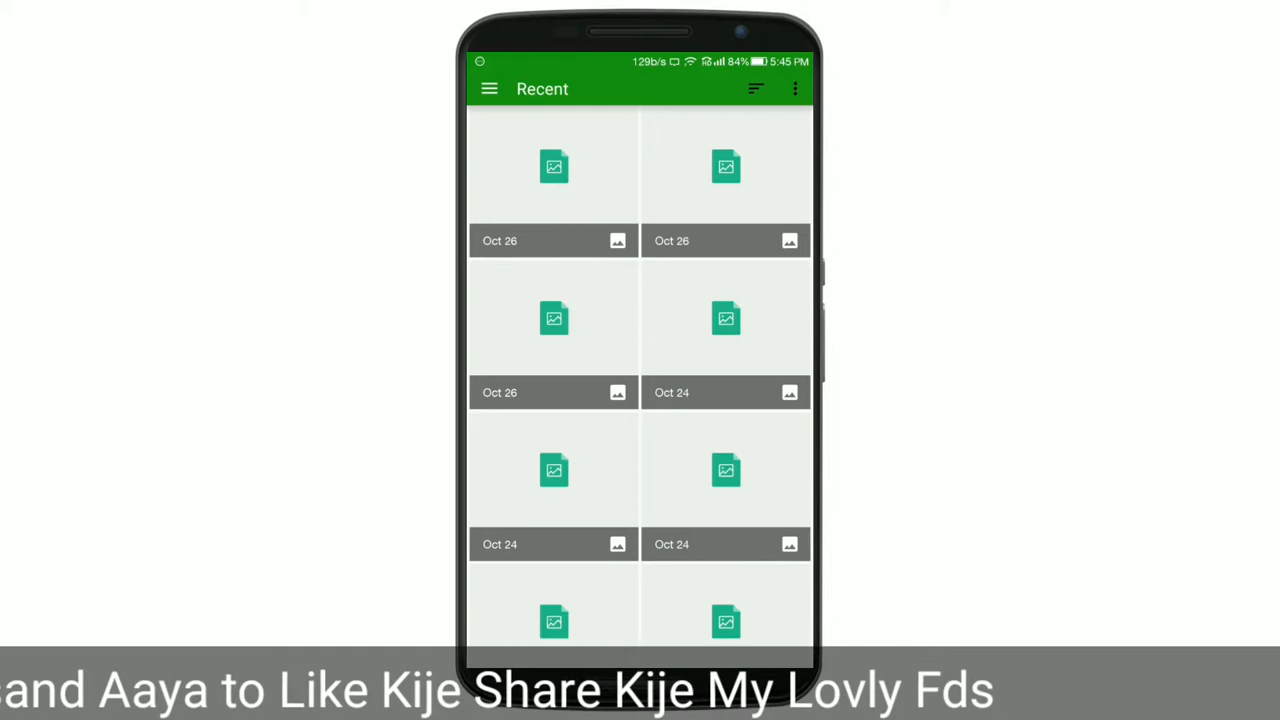 129b/s 84% 5:45 PM
Recent
Oct 26 Oct 26
Oct 26 Oct 24
Oct 24 Oct 24
Aaya to Like Kije Share Kije My Lovly Fds